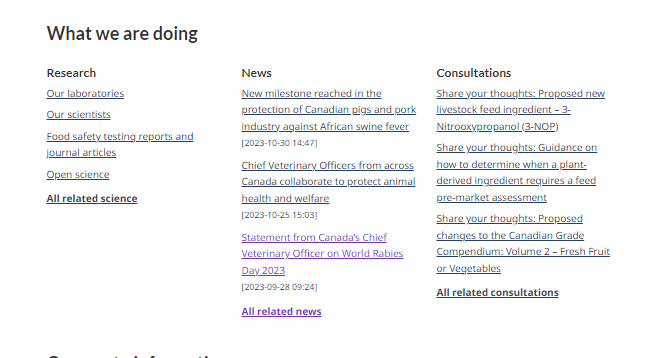 What we are doing
Research
Our laboratories
Our scientists
Food safety testing reports and
journal articles
Open science
All related science
News
New milestone reached in the
protection of Canadian pigs and pork
industry against African swine fever
[2023-10-30 14:47]
Chief Veterinary Officers from across
Canada collaborate to protect animal
health and welfare
[2023-10-25 15:03]
Statement from Canada's Chief
Veterinary Officer on World Rabies
Day 2023
[2023-09-28 09:24]
All related news
Consultations
Share your thoughts: Proposed new
livestock feed ingredient – 3-
Nitrooxypropanol (3-NOP)
Share your thoughts: Guidance on
how to determine when a plant-
derived ingredient requires a feed
pre-market assessment
Share your thoughts: Proposed
changes to the Canadian Grade
Compendium: Volume 2 – Fresh Fruit
or Vegetables
All related consultations